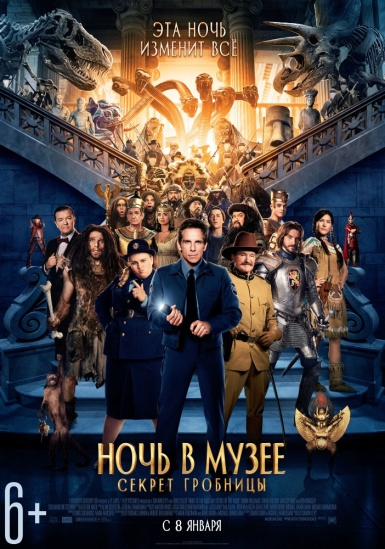 ЭТА НОЧЬ
ИЗМЕНИТ ВСЁ
НОЧЬ В МУЗЕЕ
СЕКРЕТ ГРОБНИЦЫ
6+
С 8 ЯНВАРЯ